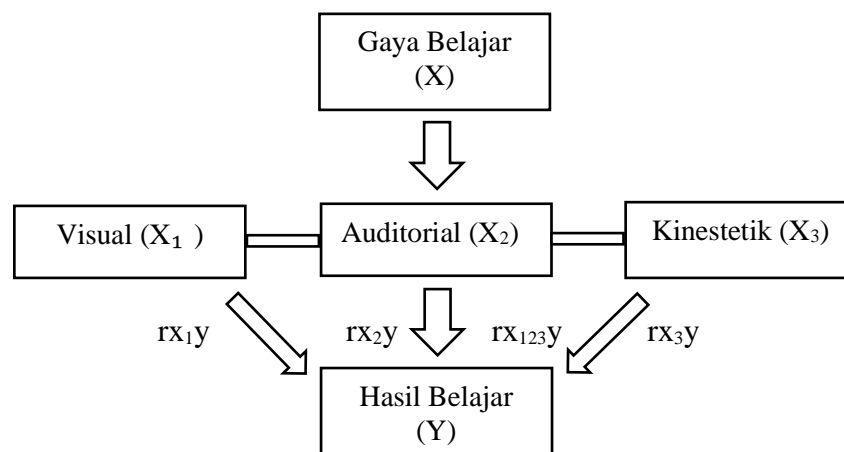 Gaya Belajar
(X)
Visual (X₁ )
Auditorial (X₂)
Kinestetik (X₃)
rx₁y
rx₂y
rx₁₂₃y
rx₃y
Hasil Belajar
(Y)